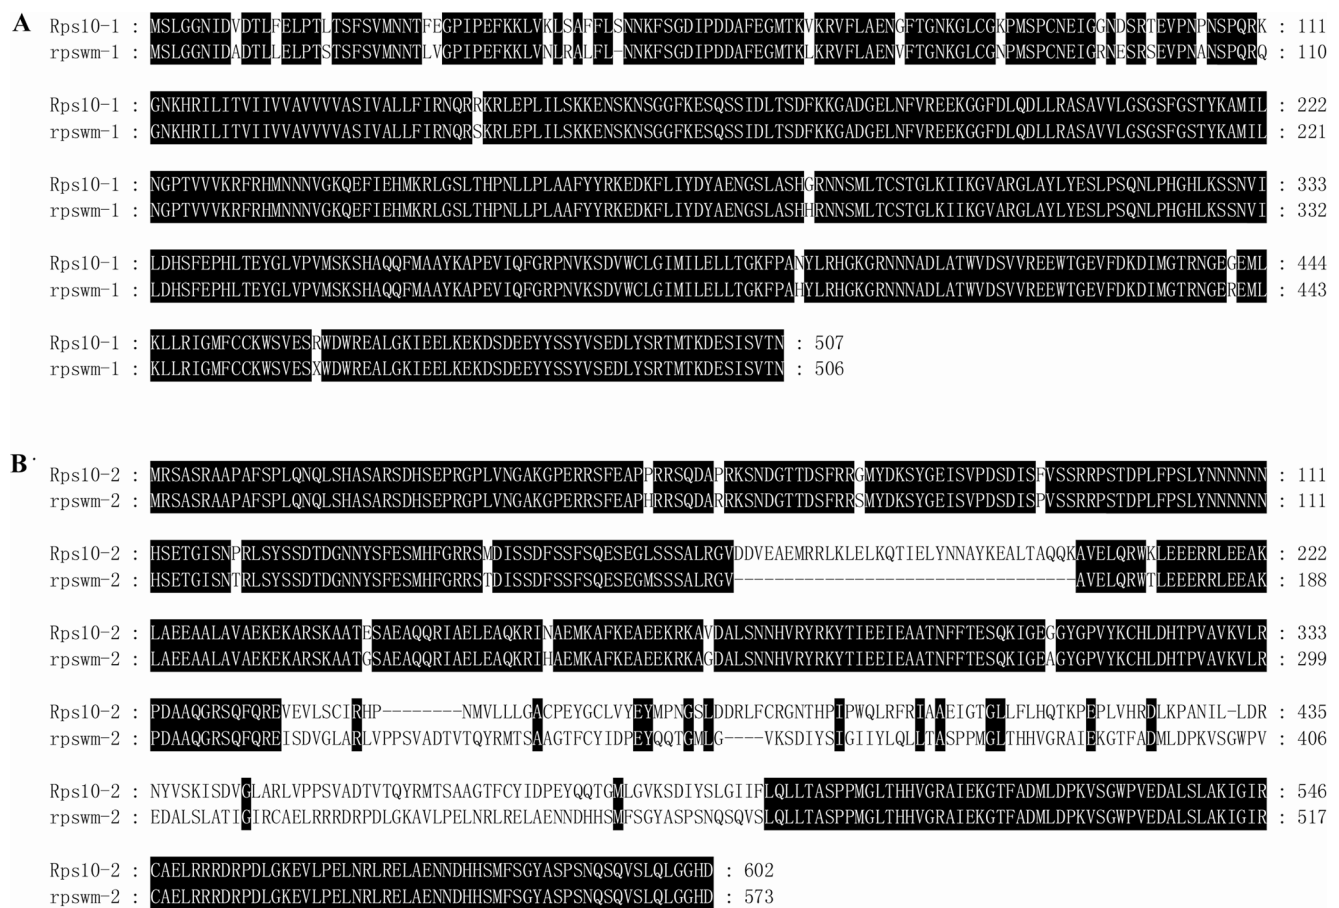 A
Rps10-1 : MSLGGNIDVDTLFELPTLTSFSVMNNTFEGPIPEFKKLVKLSAFFLSNNKFSGDIPDDAFEGMTKVKRVFLAENGFTGNKGLCGKPMSPCNEIGGNDSRTEVPNPNSPQRK : 111
rpswm-1 : MSLGGNIDADTLLELPTSTSFSVMNNTLVGPIPEFKKLVNLRALFL-NNKFSGDIPDDAFEGMTKLKRVFLAENVFTGNKGLCGNPMSPCNEIGRNESRSEVPNANSPQRQ : 110
Rps10-1 : GNKHRILITVIIVVAVVVVASIVALLFIRNQRRKRLEPLILSKKENSKNSGGFKESQSSIDLTSDFKKGADGELNFVREEKGGFDLQDLLRASAVVLGSGSFGSTYKAMIL : 222
rpswm-1 : GNKHRILITVIIVVAVVVVASIVALLFIRNQRSKRLEPLILSKKENSKNSGGFKESQSSIDLTSDFKKGADGELNFVREEKGGFDLQDLLRASAVVLGSGSFGSTYKAMIL : 221
Rps10-1 : NGPTVVVKRFRHMNNNVGKQEFIEHMKRLGSLTHPNLLPLAAFYYRKEDKFLIYDYAENGSLASHGRNNSMLTCSTGLKIIKGVARGLAYLYESLPSQNLPHGHLKSSNVI : 333
rpswm-1 : NGPTVVVKRFRHMNNNVGKQEFIEHMKRLGSLTHPNLLPLAAFYYRKEDKFLIYDYAENGSLASHHRNNSMLTCSTGLKIIKGVARGLAYLYESLPSQNLPHGHLKSSNVI : 332
Rps10-1 : LDHSFEPHLTEYGLVPVMSKSHAQQFMAAYKAPEVIQFGRPNVKSDVWCLGIMILELLTGKFPANYLRHGKGRNNNADLATWVDSVVREEWTGEVFDKDIMGTRNGEGEML : 444
rpswm-1 : LDHSFEPHLTEYGLVPVMSKSHAQQFMAAYKAPEVIQFGRPNVKSDVWCLGIMILELLTGKFPAHYLRHGKGRNNNADLATWVDSVVREEWTGEVFDKDIMGTRNGEREML : 443
Rps10-1 : KLLRIGMFCCKWSVESRWDWREALGKIEELKEKDSDEEYYSSYVSEDLYSRTMTKDESISVTN : 507
rpswm-1 : KLLRIGMFCCKWSVESXWDWREALGKIEELKEKDSDEEYYSSYVSEDLYSRTMTKDESISVTN : 506
B
Rps10-2 : MRSASRAAPAFSPLQNQLSHASARSDHSEPRGPLVNGAKGPERRSFEAPPRRSQDAPRKSNDGTTDSFRRGMYDKSYGEISVPDSDISFVSSRRPSTDPLFPSLYNNNNNN : 111
rpswm-2 : MRSASRAAPAFSPLQNQLSHASARSDHSEPRGPLVNGAKGPERRSFEAPHRRSQDARRKSNDGTTDSFRRSMYDKSYGEISVPDSDISPVSSRRPSTDPLFPSLYNNNNNN : 111
Rps10-2 : HSETGISNPRLSYSSDTDGNNYSFESMHFGRRSMDISSDFSSFSQESEGLSSSALRGVDDVEAEMRRLKLELKQTIELYNNAYKEALTAQQKAVELQRWKLEEERRLEEAK : 222
rpswm-2 : HSETGISNTRLSYSSDTDGNNYSFESMHFGRRSTDISSDFSSFSQESEGMSSSALRGV----------------------------------AVELQRWTLEEERRLEEAK : 188
Rps10-2 : LAEEAALAVAEKEKARSKAATESAEAQQRIAELEAQKRINAEMKAFKEAEEKRKAVDALSNNHVRYRKYTIEEIEAATNFFTESQKIGEGGYGPVYKCHLDHTPVAVKVLR : 333
rpswm-2 : LAEEAALAVAEKEKARSKAATGSAEAQQRIAELEAQKRIHAEMKAFKEAEEKRKAGDALSNNHVRYRKYTIEEIEAATNFFTESQKIGEAGYGPVYKCHLDHTPVAVKVLR : 299
Rps10-2 : PDAAQGRSQFQREVEVLSCIRHP--------NMVLLLGACPEYGCLVYEYMPNGSLDDRLFCRGNTHPIPWQLRFRIAAEIGTGLLFLHQTKPEPLVHRDLKPANIL-LDR : 435
rpswm-2 : PDAAQGRSQFQREISDVGLARLVPPSVADTVTQYRMTSAAGTFCYIDPEYQQTGMLG----VKSDIYSIGIIYLQLLTASPPMGLTHHVGRAIEKGTFADMLDPKVSGWPV : 406
Rps10-2 : NYVSKISDVGLARLVPPSVADTVTQYRMTSAAGTFCYIDPEYQQTGMLGVKSDIYSLGIIFLQLLTASPPMGLTHHVGRAIEKGTFADMLDPKVSGWPVEDALSLAKIGIR : 546
rpswm-2 : EDALSLATIGIRCAELRRRDRPDLGKAVLPELNRLRELAENNDHHSMFSGYASPSNQSQVSLQLLTASPPMGLTHHVGRAIEKGTFADMLDPKVSGWPVEDALSLAKIGIR : 517
Rps10-2 : CAELRRRDRPDLGKEVLPELNRLRELAENNDHHSMFSGYASPSNQSQVSLQLGGHD : 602
rpswm-2 : CAELRRRDRPDLGKEVLPELNRLRELAENNDHHSMFSGYASPSNQSQVSLQLGGHD : 573